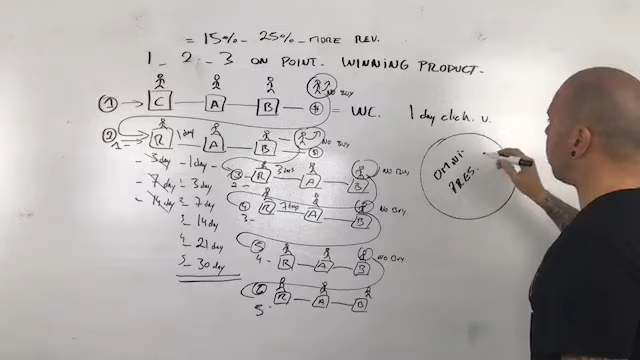 = 15% - 25% - MORE REV.
1 - 2 - 3 ON POINT - WINNING PRODUCT.
1 → C A B NO BUY
= WC. 1 day click. v.
2 R 1 day A B NO BUY
1 -
- 3 day - 1 day
- 7 day - 3 day
- 14 day 7 day
14 day
21 day
30 day
3 R 3 day A B NO BUY
2 -
4 R 7 day A B NO BUY
3 -
5 R A B NO BUY
4 -
6 R A B
5 -
OMNI
PRES.